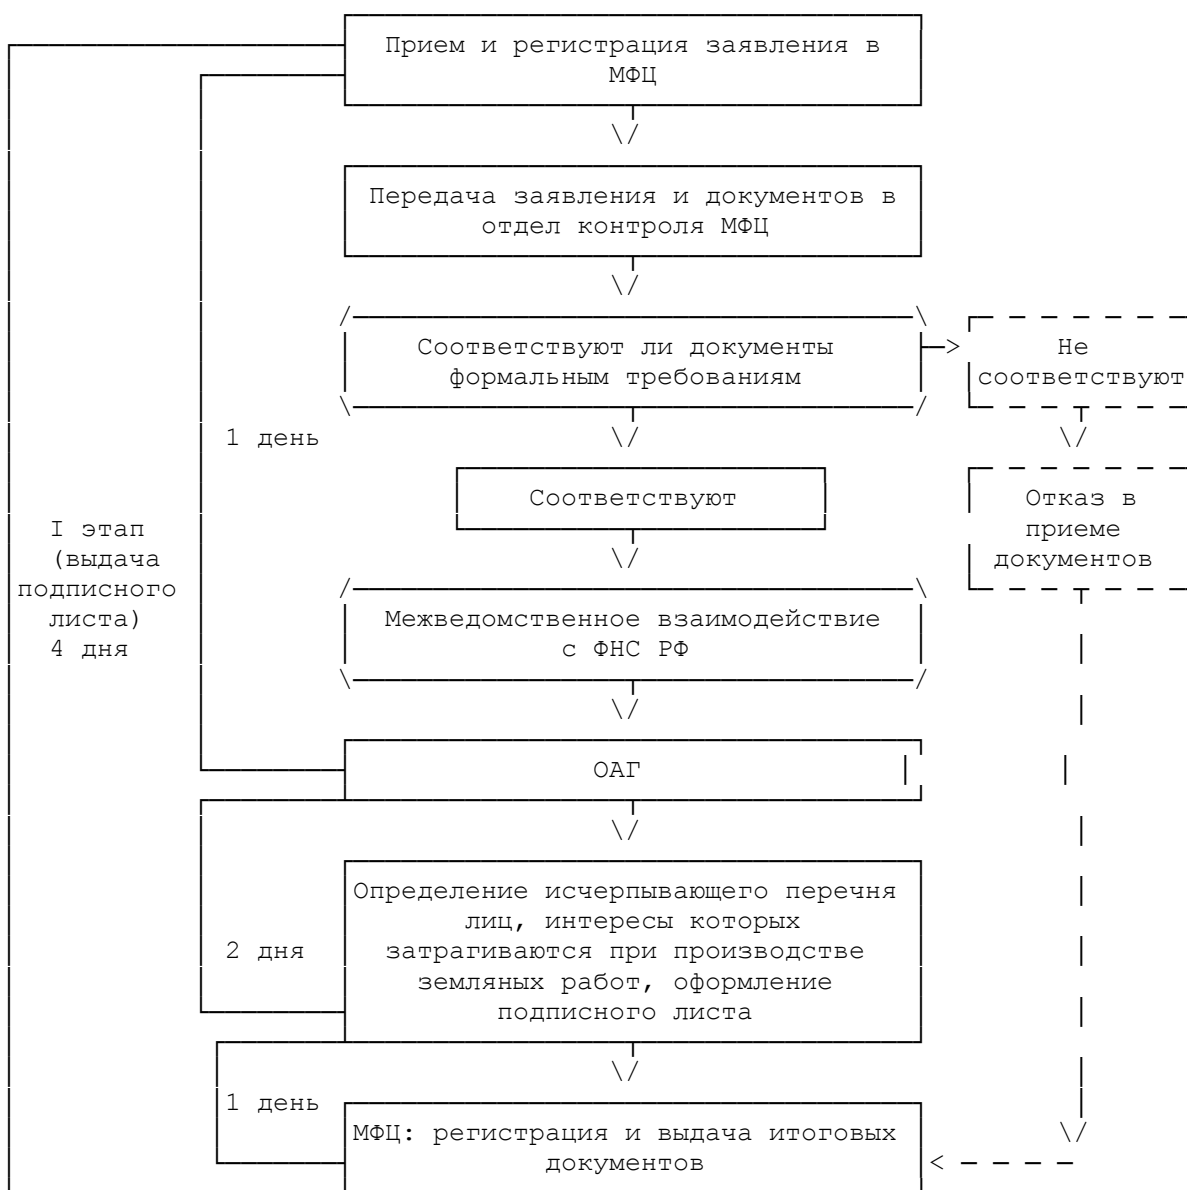 Прием и регистрация заявления в
МФЦ
Передача заявления и документов в
отдел контроля МФЦ
Соответствуют ли документы
формальным требованиям
Не
соответствуют
1 день
Соответствуют
Отказ в
приеме
документов
I этап
(выдача
подписного
листа)
4 дня
Межведомственное взаимодействие
с ФНС РФ
ОАГ
Определение исчерпывающего перечня
лиц, интересы которых
затрагиваются при производстве
земляных работ, оформление
подписного листа
2 дня
1 день
МФЦ: регистрация и выдача итоговых
документов